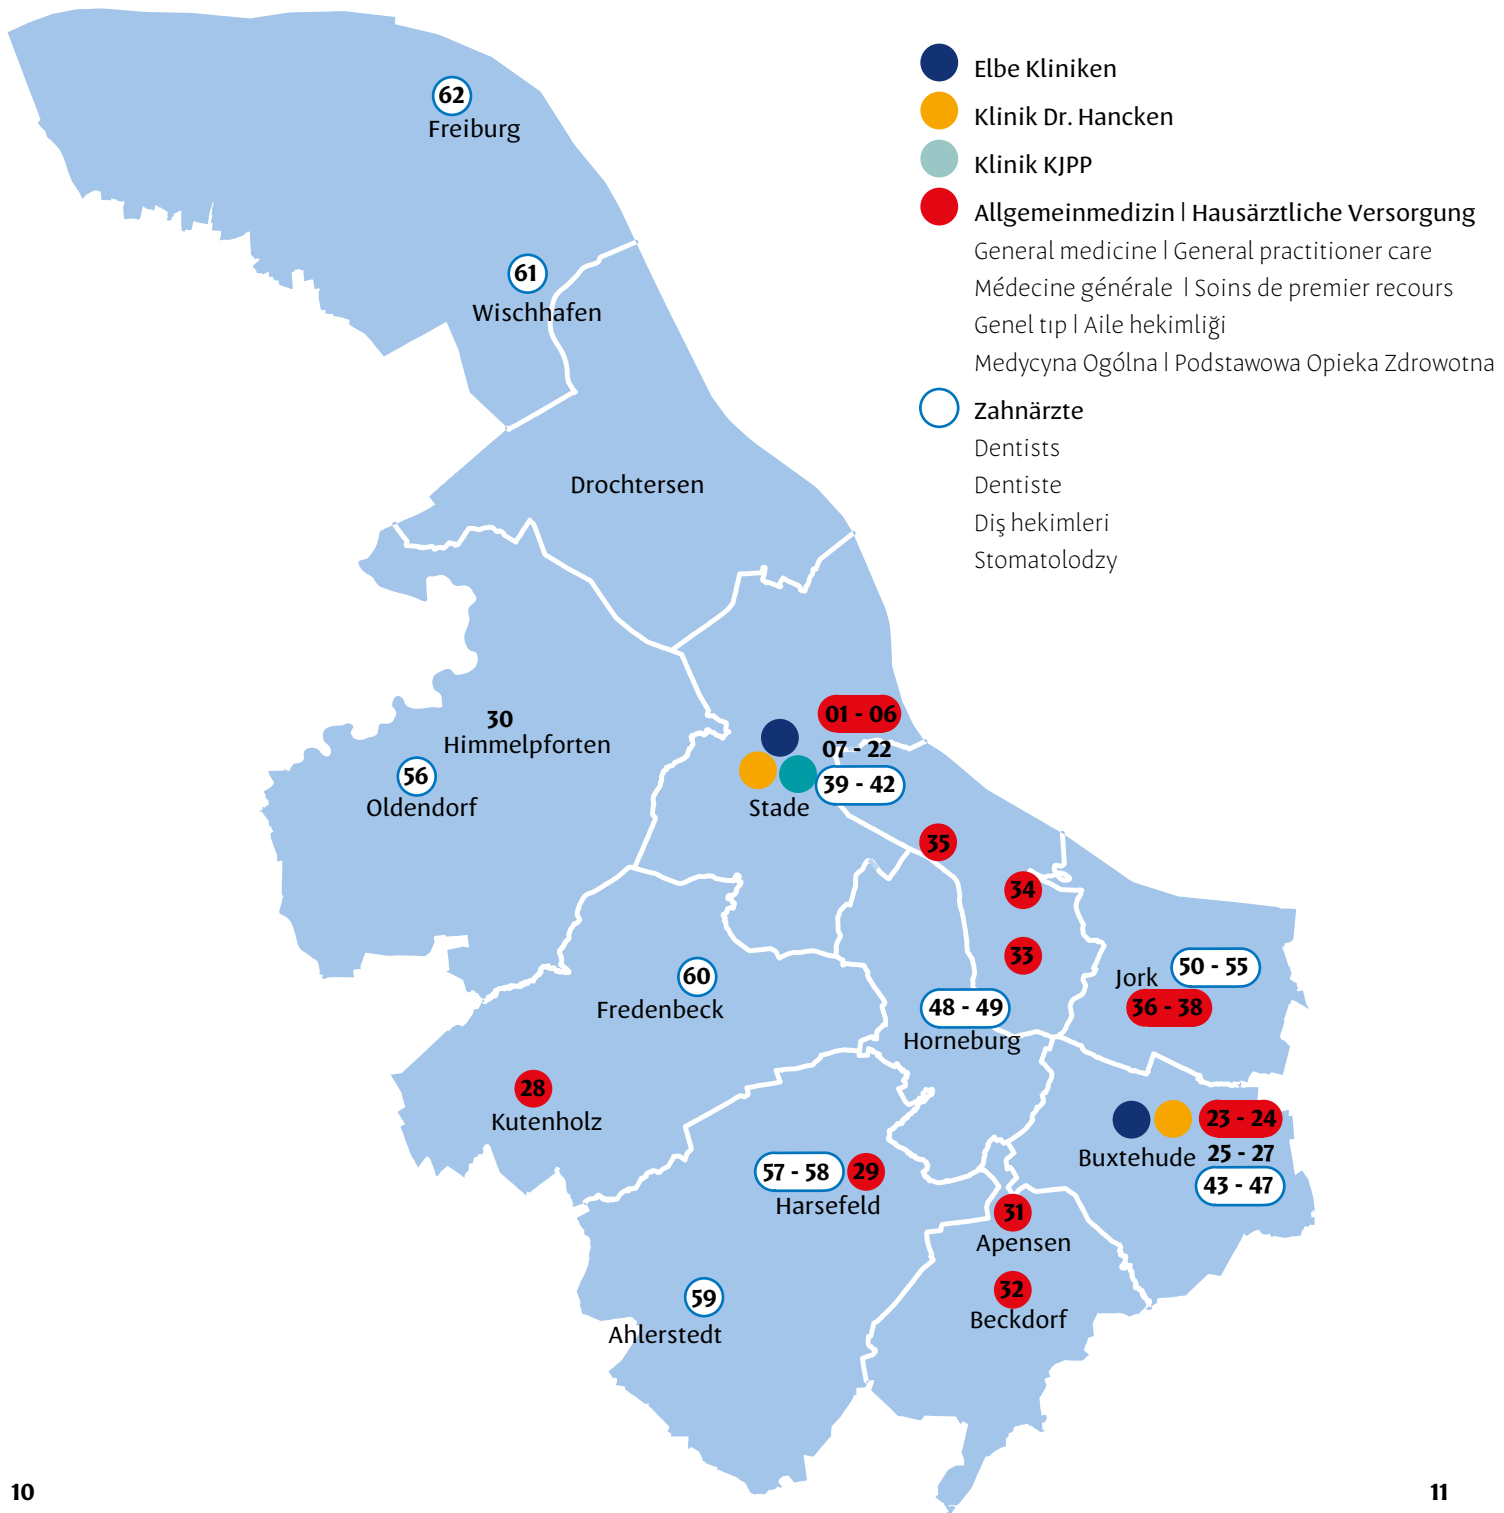 62
Freiburg
61
Wischhafen
Drochtersen
Elbe Kliniken
Klinik Dr. Hancken
Klinik KJPP
Allgemeinmedizin | Hausärztliche Versorgung
General medicine | General practitioner care
Médecine générale | Soins de premier recours
Genel tıp | Aile hekimliği
Medycyna Ogólna | Podstawowa Opieka Zdrowotna
Zahnärzte
Dentists
Dentiste
Diş hekimleri
Stomatolodzy
30
Himmelpforten
56
Oldendorf
01 - 06
07 - 22
39 - 42
Stade
35
34
33
60
Fredenbeck
48 - 49
Horneburg
Jork
50 - 55
36 - 38
28
Kutenholz
23 - 24
Buxtehude
25 - 27
43 - 47
57 - 58
29
Harsefeld
31
Apensen
32
Beckdorf
59
Ahlerstedt
10
11